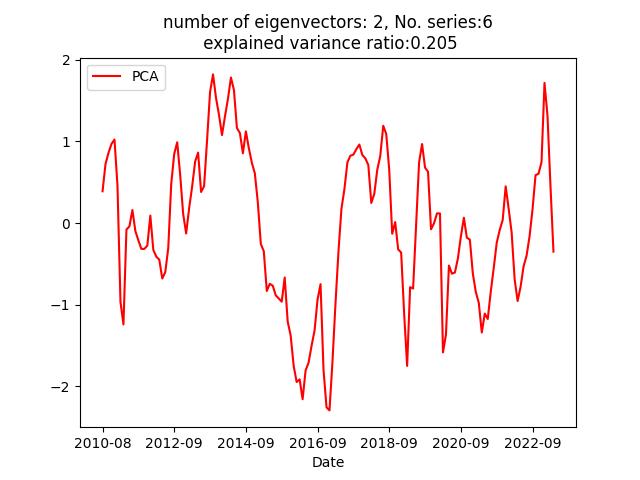 number of eigenvectors: 2, No. series:6
explained variance ratio:0.205
PCA
2
1
0
−1
−2
2010-08 2012-09 2014-09 2016-09 2018-09 2020-09 2022-09
Date